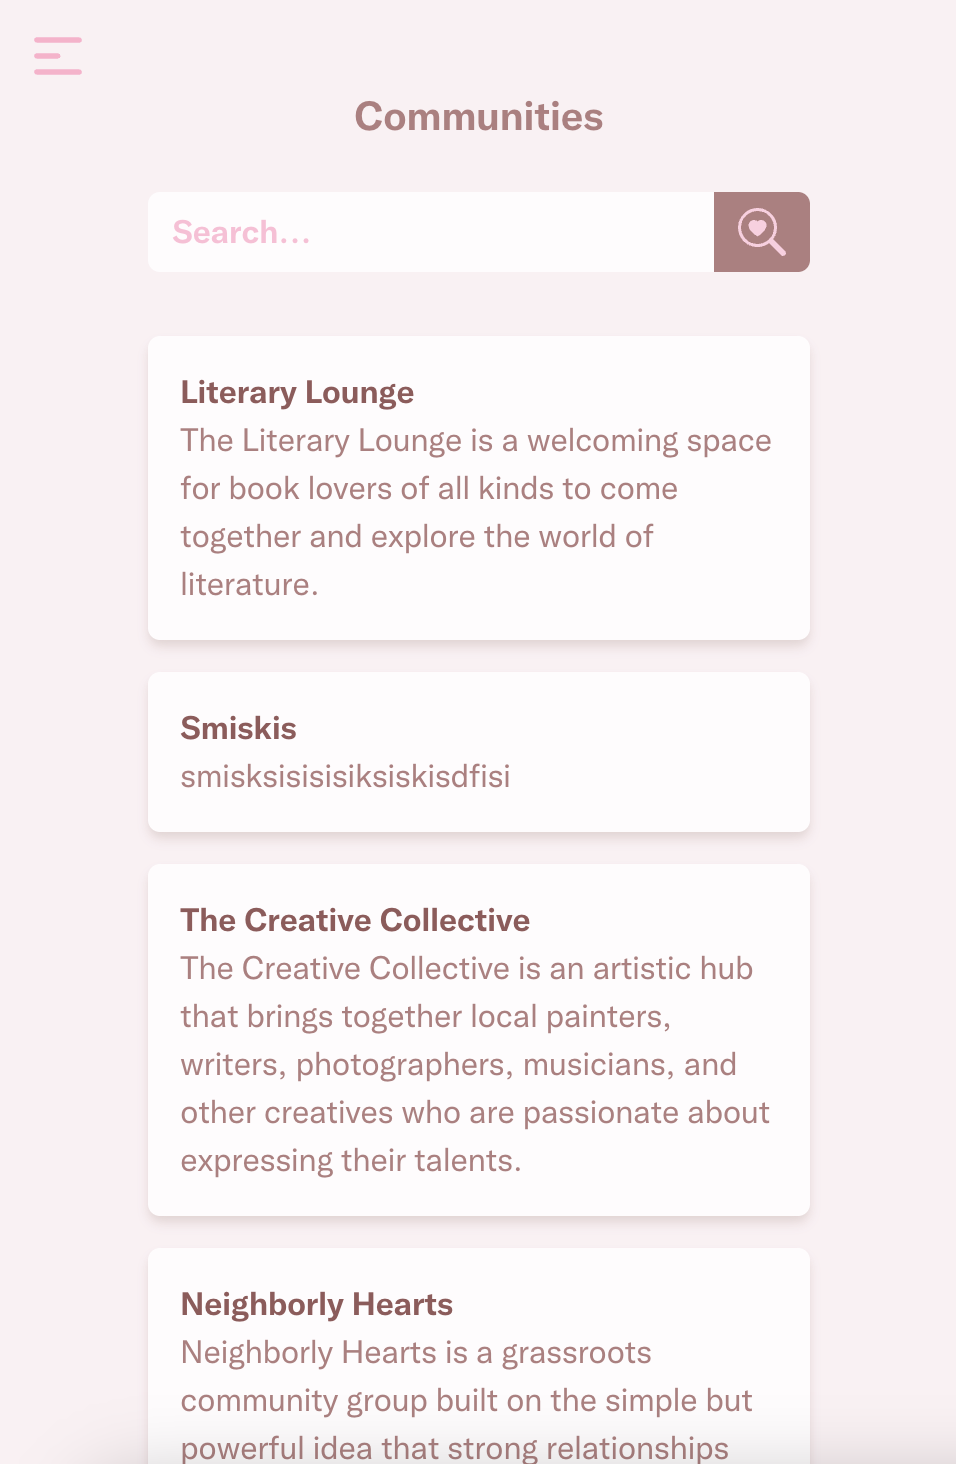 Communities
Search...
Literary Lounge
The Literary Lounge is a welcoming space
for book lovers of all kinds to come
together and explore the world of
literature.
Smiskis
smisksisisisiksiskisdfisi
The Creative Collective
The Creative Collective is an artistic hub
that brings together local painters,
writers, photographers, musicians, and
other creatives who are passionate about
expressing their talents.
Neighborly Hearts
Neighborly Hearts is a grassroots
community group built on the simple but
powerful idea that strong relationships